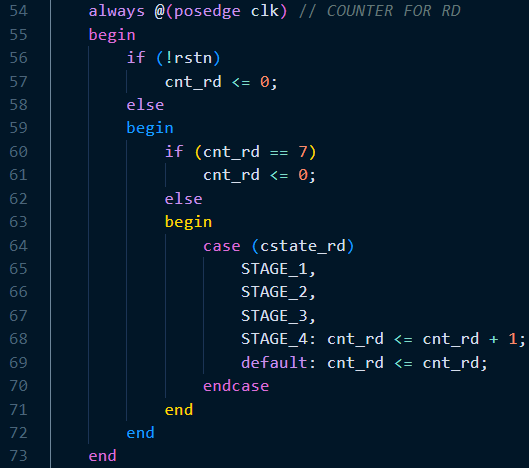 54 always @(posedge clk) // COUNTER FOR RD
55 begin
56 if (!rstn)
57 cnt_rd <= 0;
58 else
59 begin
60 if (cnt_rd == 7)
61 cnt_rd <= 0;
62 else
63 begin
64 case (cstate_rd)
65 STAGE_1,
66 STAGE_2,
67 STAGE_3,
68 STAGE_4: cnt_rd <= cnt_rd + 1;
69 default: cnt_rd <= cnt_rd;
70 endcase
71 end
72 end
73 end